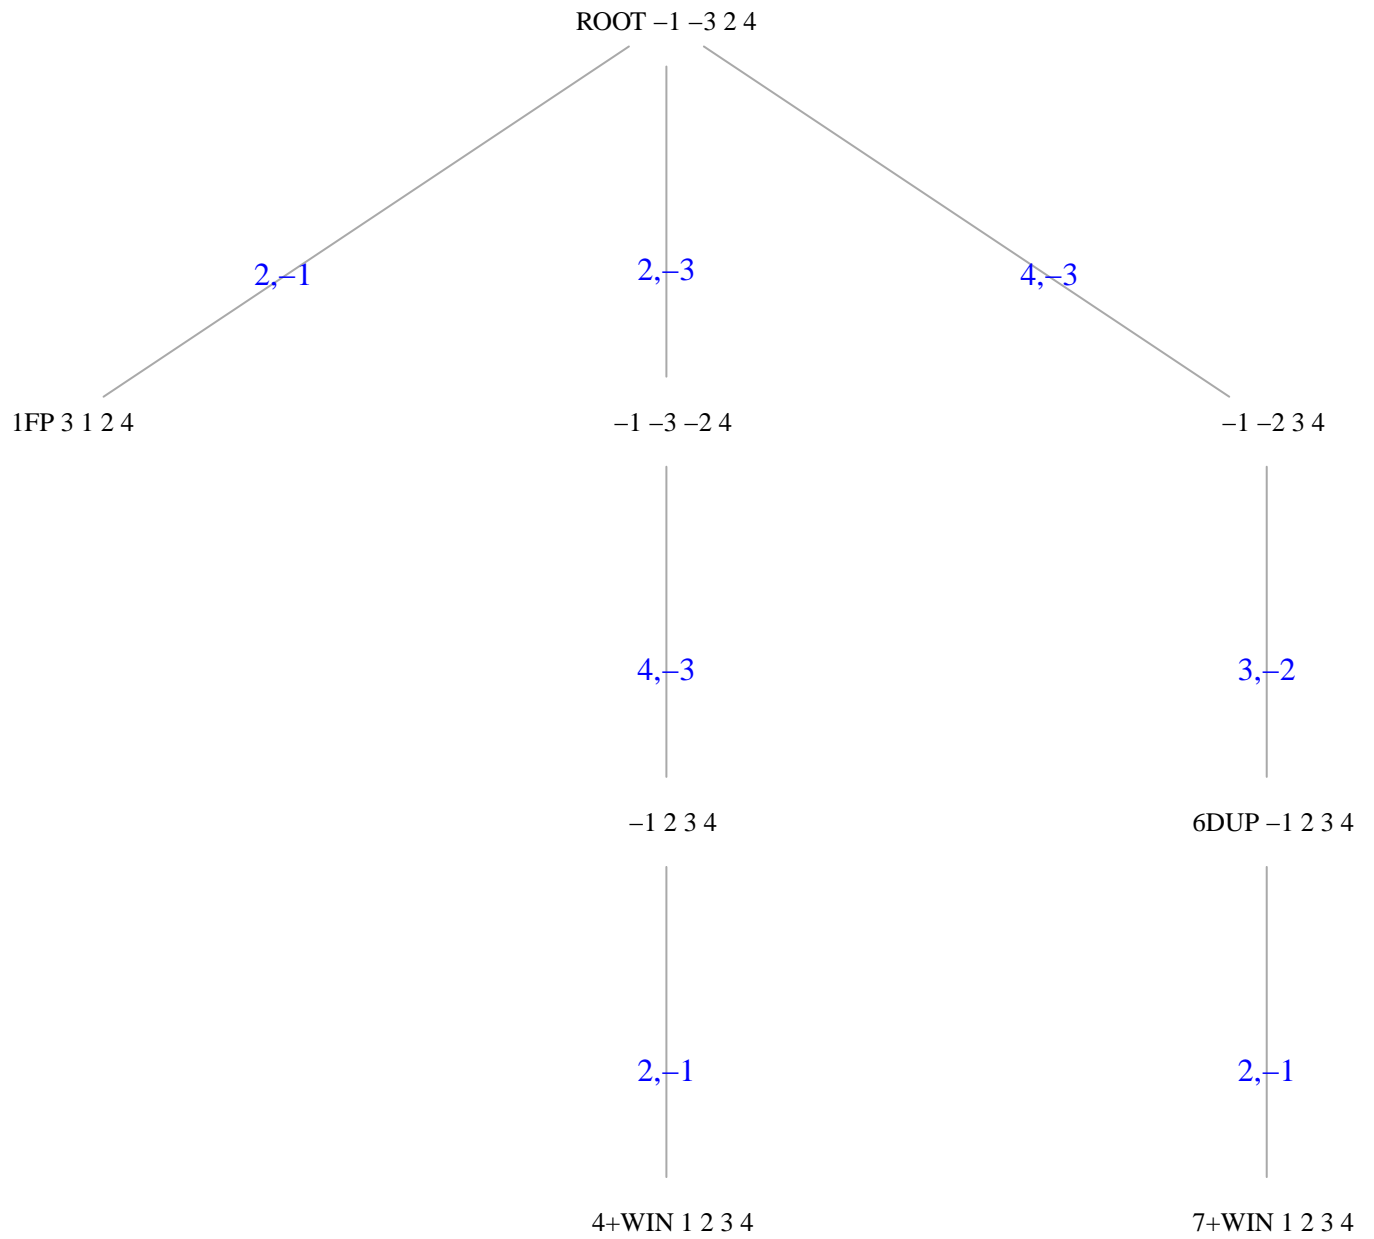 ROOT –1 –3 2 4
2,–1
2,–3
4,–3
1FP 3 1 2 4
–1 –3 –2 4
–1 –2 3 4
4,–3
3,–2
–1 2 3 4
6DUP –1 2 3 4
2,–1
2,–1
4+WIN 1 2 3 4
7+WIN 1 2 3 4